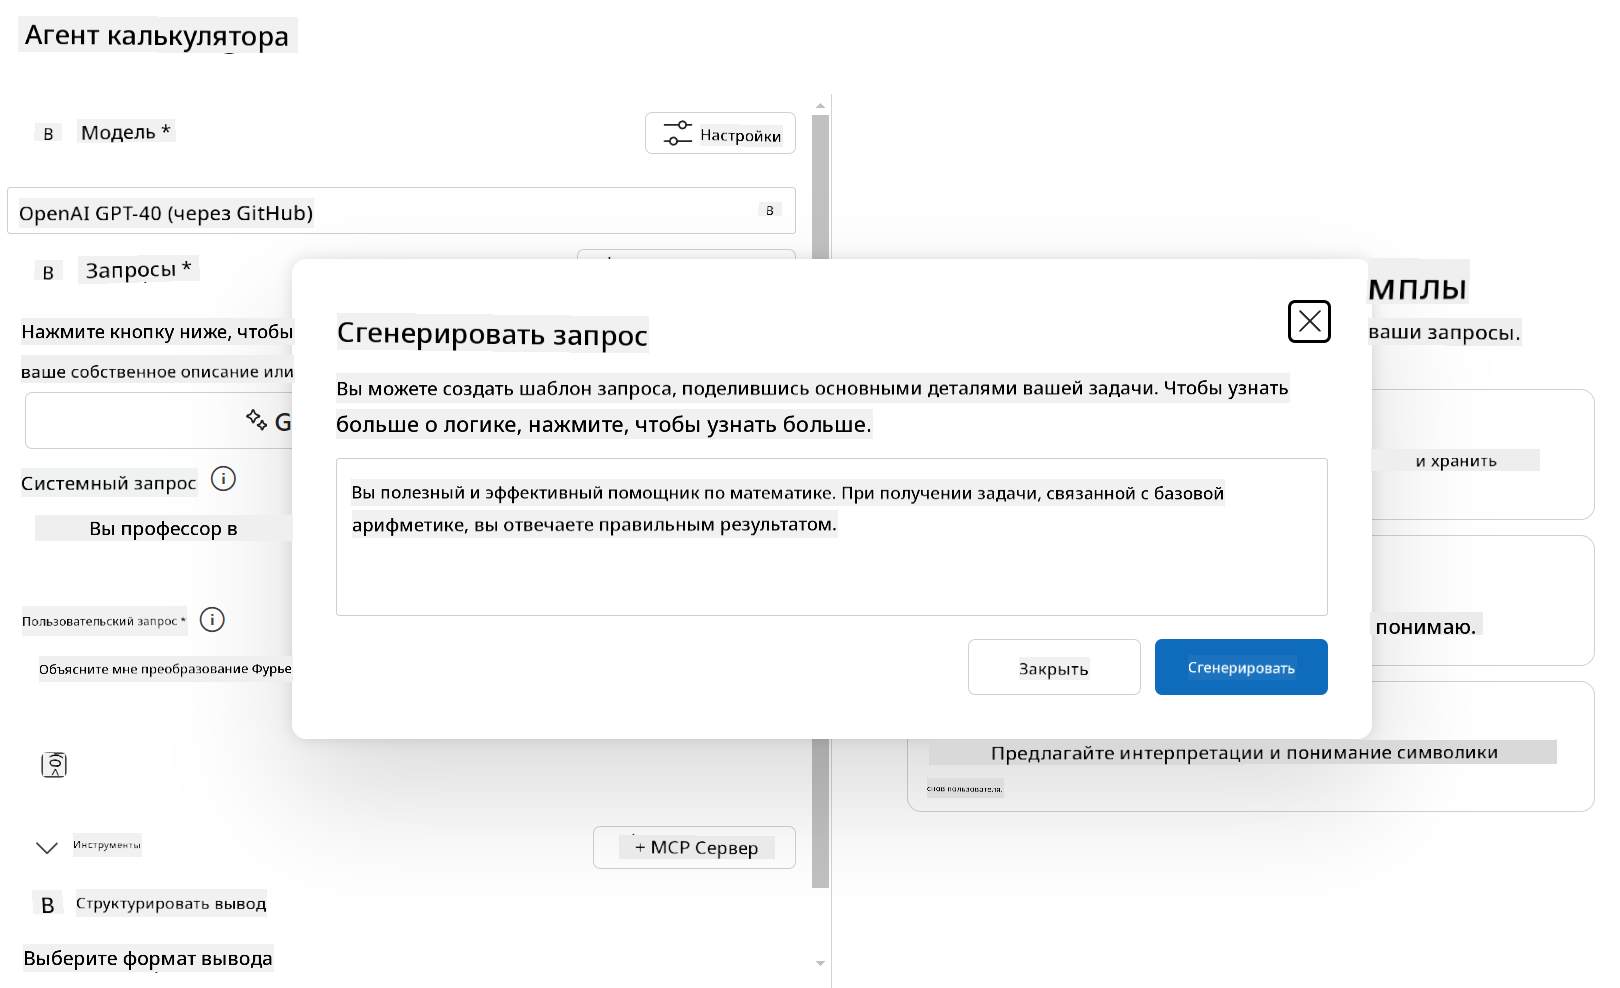 Агент калькулятора
В Модель *
Настройки
OpenAI GPT-40 (через GitHub)
В
В Запросы *
Нажмите кнопку ниже, чтобы
ваше собственное описание или
G
Системный запрос
Вы профессор в
Пользовательский запрос *
Объясните мне преобразование Фурье
Инструменты
+ MCP Сервер
В Структурировать вывод
Выберите формат вывода
Сгенерировать запрос
Вы можете создать шаблон запроса, поделившись основными деталями вашей задачи. Чтобы узнать
больше о логике, нажмите, чтобы узнать больше.
Вы полезный и эффективный помощник по математике. При получении задачи, связанной с базовой
арифметике, вы отвечаете правильным результатом.
Закрыть
Сгенерировать
мплы
ваши запросы.
и хранить
понимаю.
Предлагайте интерпретации и понимание символики
снов пользователя.